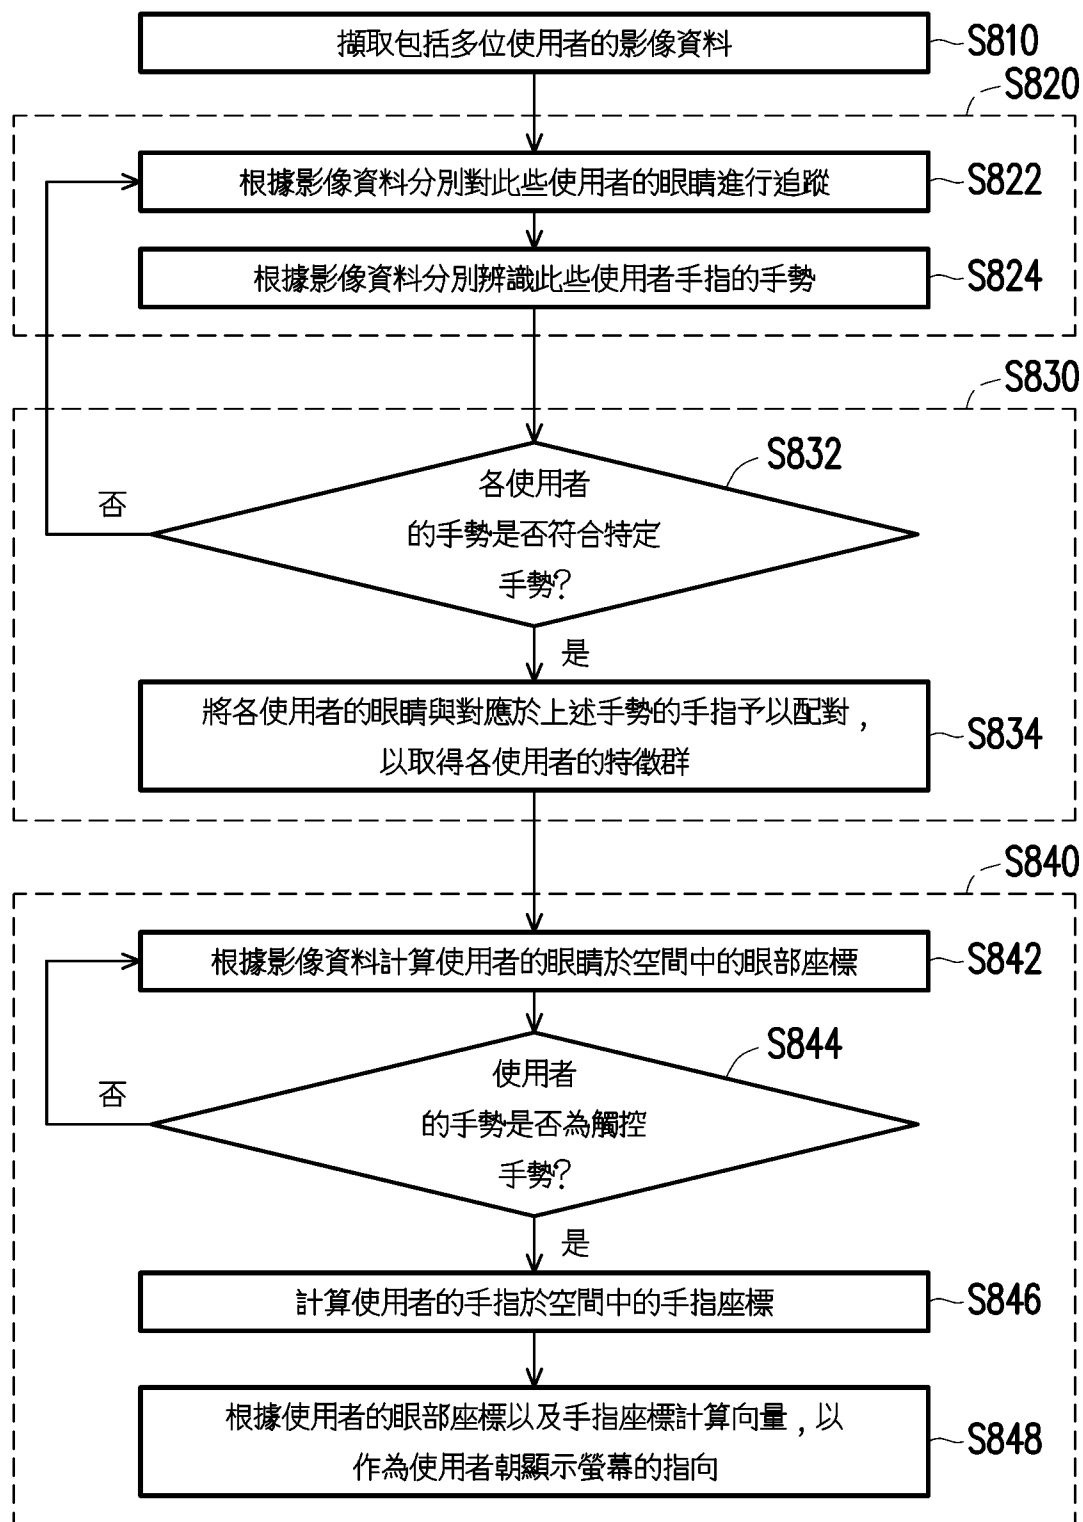 擷取包括多位使用者的影像資料
S810
S820
根據影像資料分別對此些使用者的眼睛進行追蹤
S822
根據影像資料分別辨識此些使用者手指的手勢
S824
S830
S832
各使用者
的手勢是否符合特定
手勢?
否
是
將各使用者的眼睛與對應於上述手勢的手指予以配對,
以取得各使用者的特徵群
S834
S840
根據影像資料計算使用者的眼睛於空間中的眼部座標
S842
S844
使用者
的手勢是否為觸控
手勢?
否
是
計算使用者的手指於空間中的手指座標
S846
根據使用者的眼部座標以及手指座標計算向量,以
作為使用者朝顯示螢幕的指向
S848